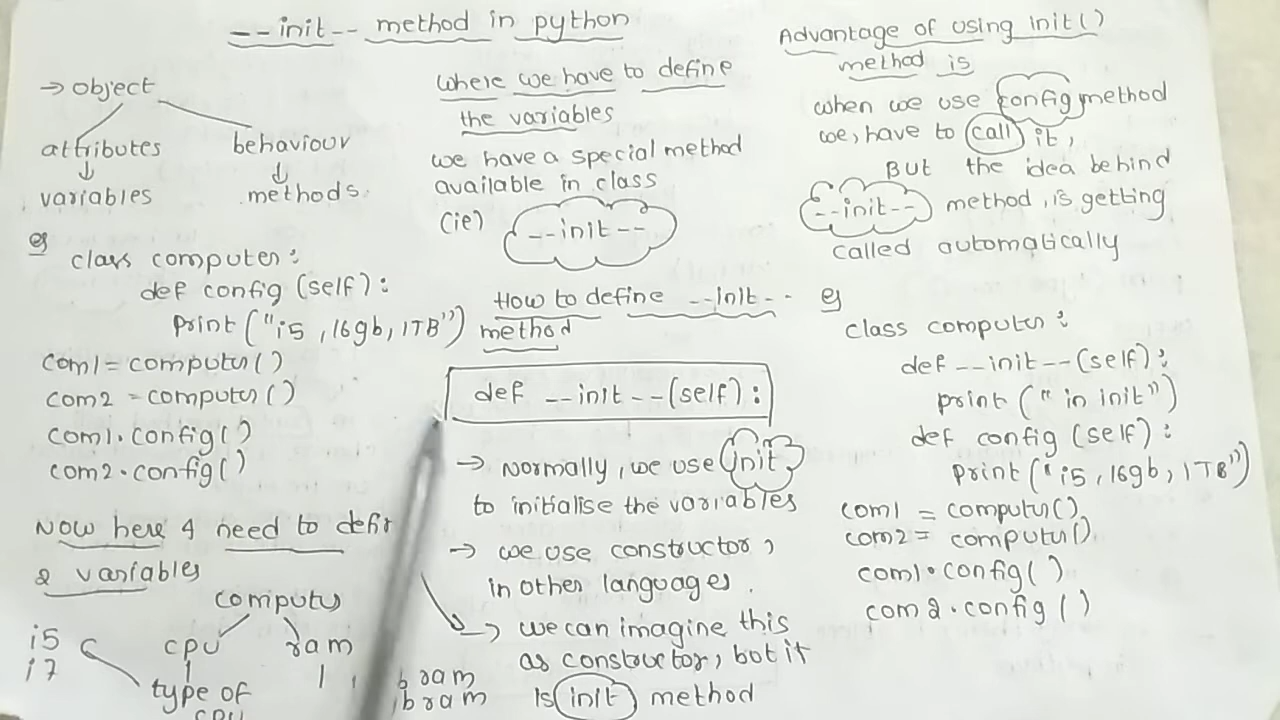 --init-- method in python
→ object
attributes behaviour
variables methods
eg
class computer:
def config (self):
print ("i5, 16gb, 1TB")
com1 = computer()
com2 = computer()
com1.config()
com2.config()
Now here I need to defin
2 variables
computer
i5 cpu ram
i7
type of
cpu
b ram
b ram
where we have to define
the variables
we have a special method
available in class
(ie) --init--
How to define --init--
method
def --init--(self):
→ Normally, we use init
to initialise the variables
→ we use constructor,
in other languages.
→ we can imagine this
as constructor, but it
is init method
Advantage of using init()
method is
when we use config method
we, have to call it,
But the idea behind
--init-- method, is getting
called automatically
eg
class computer:
def --init--(self):
print (" in init")
def config (self):
print (" i5, 16gb, 1TB")
com1 = computer()
com2 = computer()
com1.config()
com2.config()